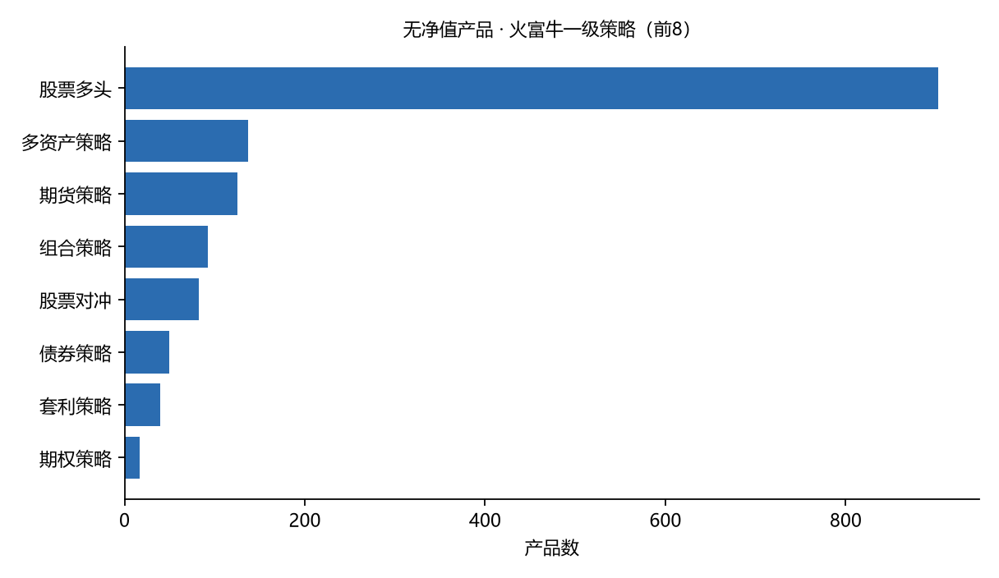 无净值产品 · 火富牛一级策略（前8）
股票多头
多资产策略
期货策略
组合策略
股票对冲
债券策略
套利策略
期权策略
0 200 400 600 800
产品数